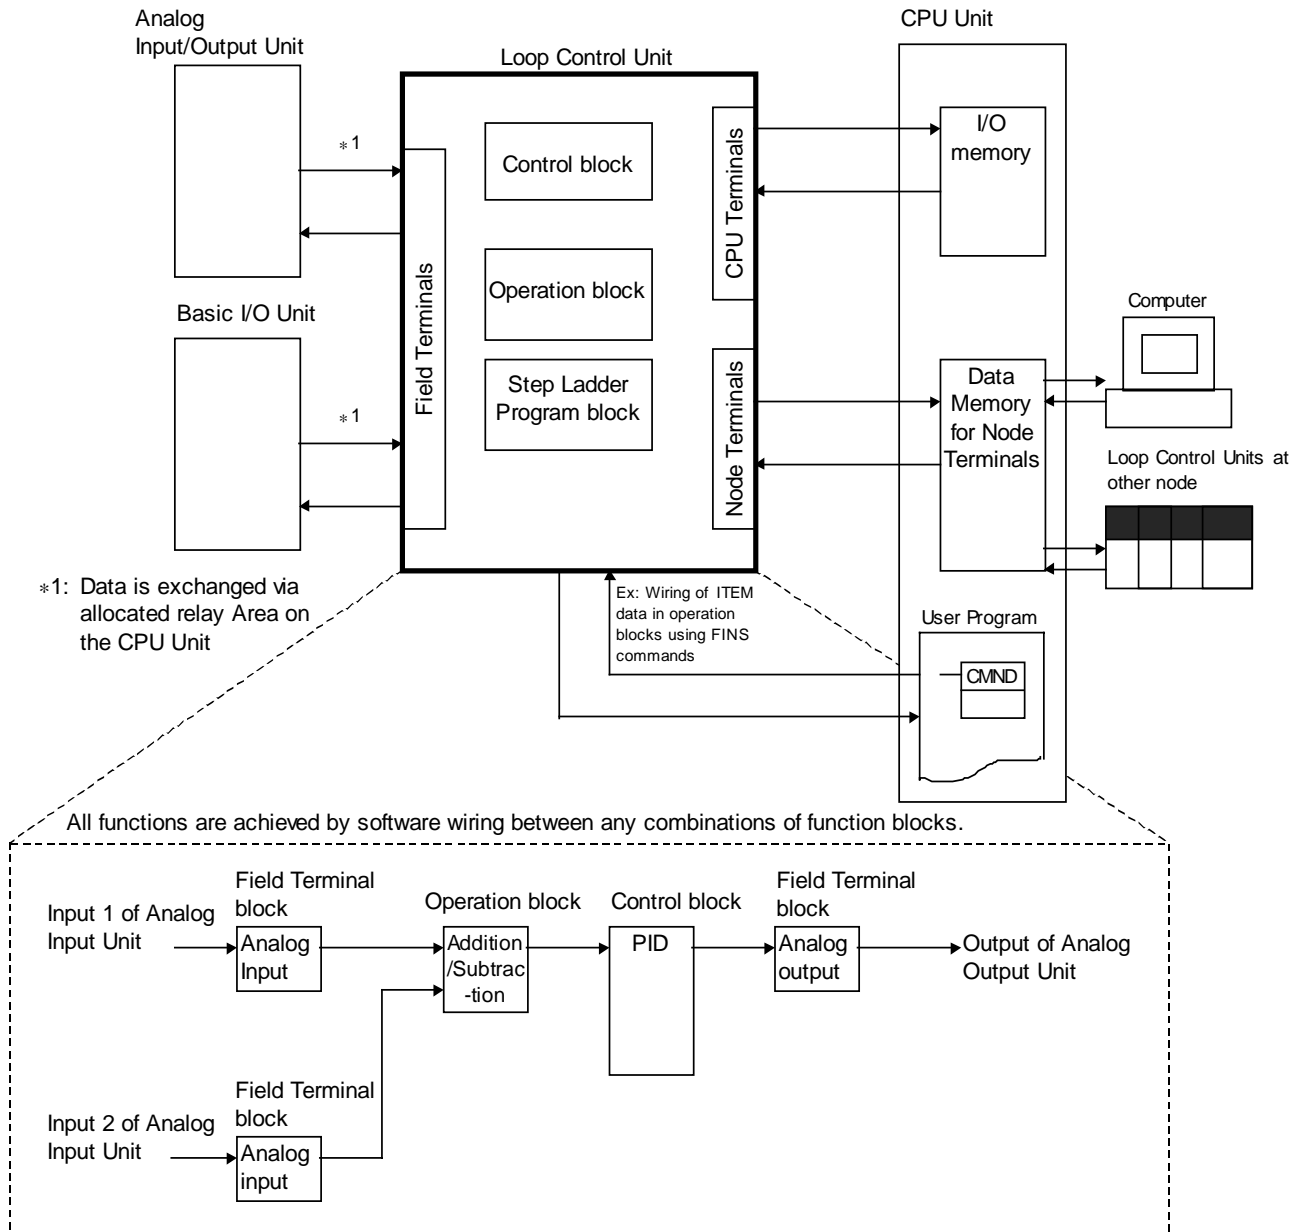 Analog
Input/Output Unit
CPU Unit
Loop Control Unit
I/O
memory
*1
Control block
CPU Terminals
Field Terminals
Operation block
Basic I/O Unit
Computer
Step Ladder
Program block
Node Terminals
Data
Memory
for Node
Terminals
*1
Loop Control Units at
other node
*1: Data is exchanged via
allocated relay Area on
the CPU Unit
Ex: Wiring of ITEM
data in operation
blocks using FINS
commands
User Program
CMND
All functions are achieved by software wiring between any combinations of function blocks.
Input 1 of Analog
Input Unit
Field Terminal
block
Analog
Input
Operation block
Addition
/Subtrac
-tion
Control block
PID
Field Terminal
block
Analog
output
Output of Analog
Output Unit
Input 2 of Analog
Input Unit
Field Terminal
block
Analog
input